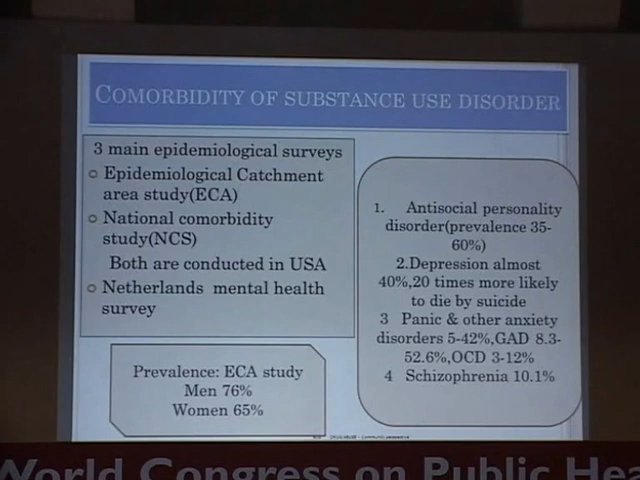 COMORBIDITY OF SUBSTANCE USE DISORDER
3 main epidemiological surveys
Epidemiological Catchment
area study(ECA)
National comorbidity
study(NCS)
Both are conducted in USA
Netherlands mental health
survey
Prevalence: ECA study
Men 76%
Women 65%
1. Antisocial personality
disorder(prevalence 35-
60%)
2.Depression almost
40%,20 times more likely
to die by suicide
3 Panic & other anxiety
disorders 5-42%,GAD 8.3-
52.6%,OCD 3-12%
4 Schizophrenia 10.1%
World Congress on Public Hea